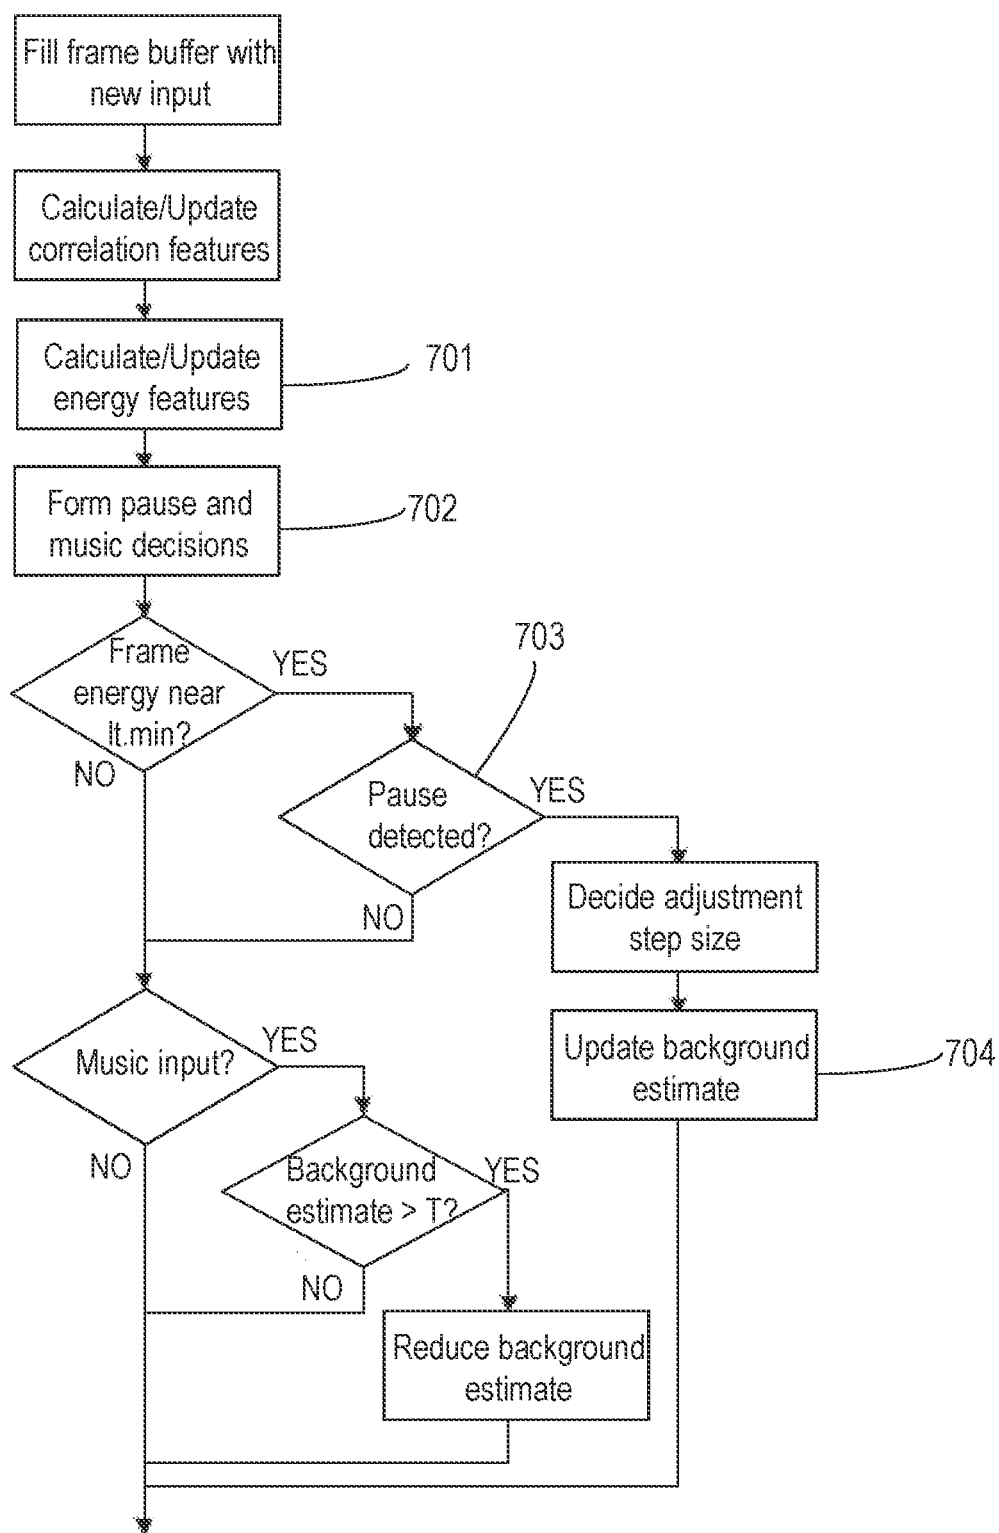 Fill frame buffer with
new input
Calculate/Update
correlation features
Calculate/Update
energy features
701
Form pause and
music decisions
702
Frame
energy near
lt.min?
YES
NO
703
Pause
detected?
YES
NO
Decide adjustment
step size
Music input?
YES
NO
Update background
estimate
704
Background
estimate > T?
YES
NO
Reduce background
estimate